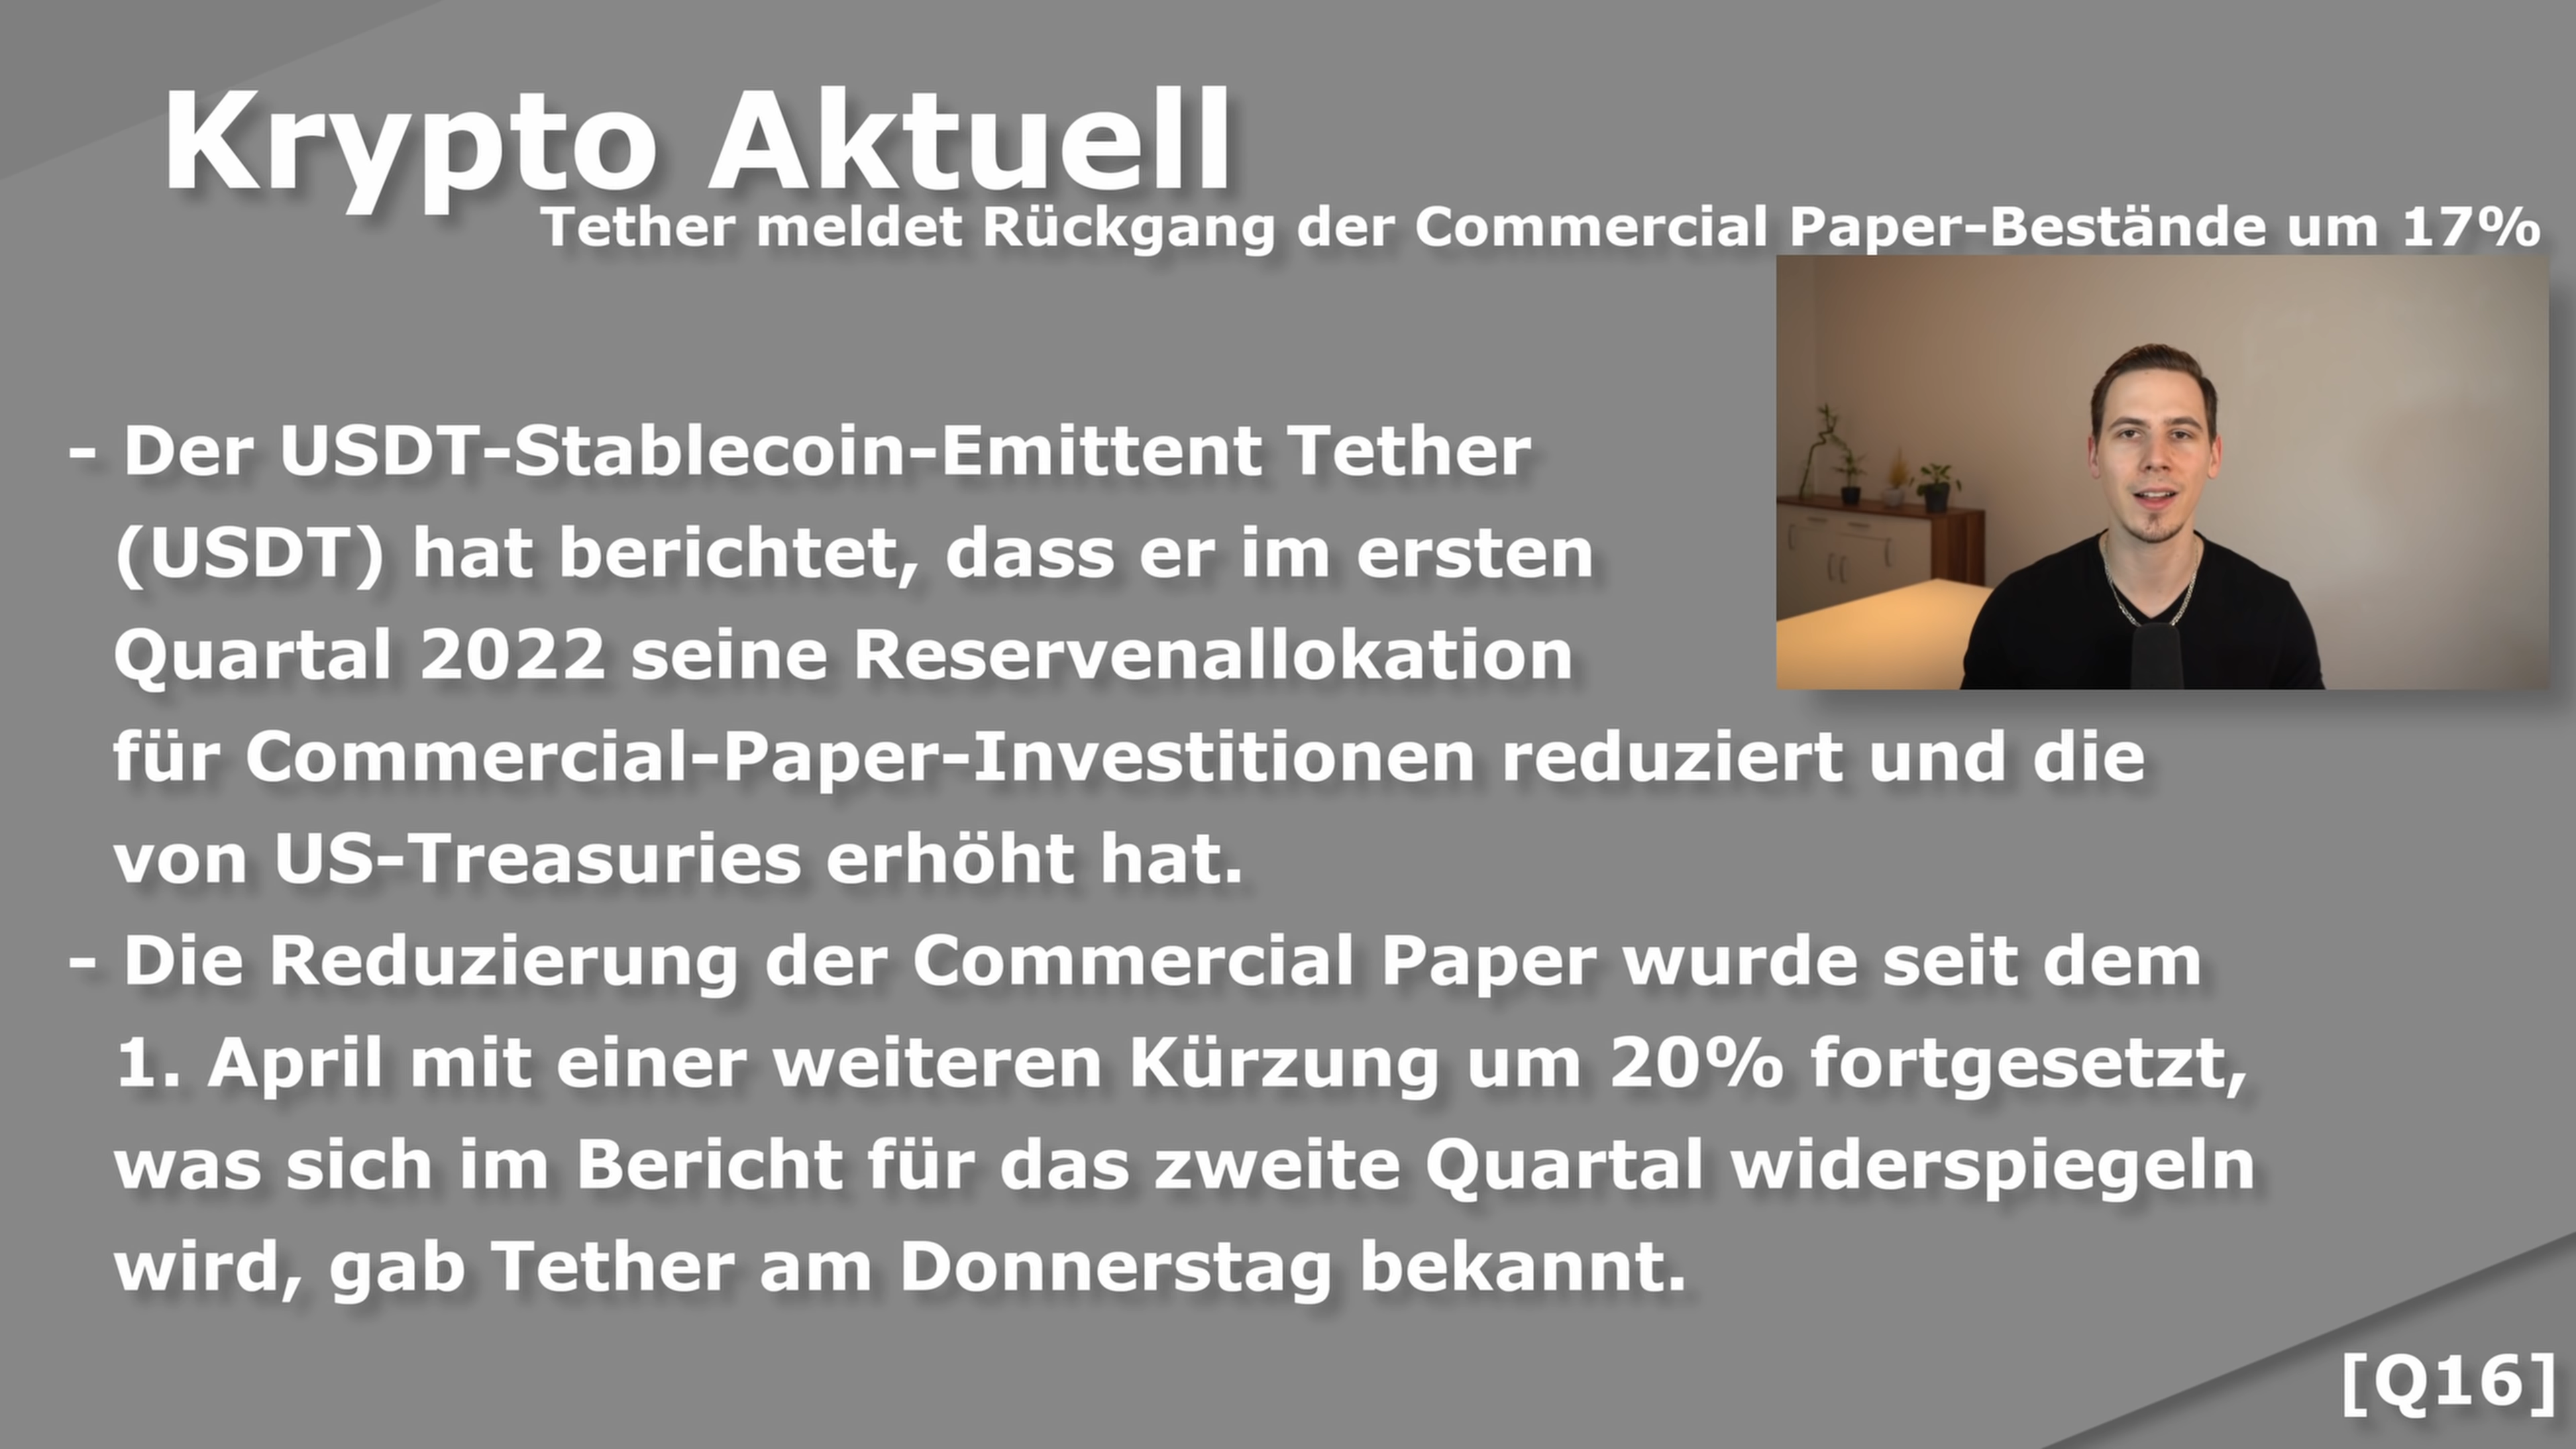 Krypto Aktuell
Tether meldet Rückgang der Commercial Paper-Bestände um 17%
- Der USDT-Stablecoin-Emittent Tether
(USDT) hat berichtet, dass er im ersten
Quartal 2022 seine Reservenallokation
für Commercial-Paper-Investitionen reduziert und die
von US-Treasuries erhöht hat.
- Die Reduzierung der Commercial Paper wurde seit dem
1. April mit einer weiteren Kürzung um 20% fortgesetzt,
was sich im Bericht für das zweite Quartal widerspiegeln
wird, gab Tether am Donnerstag bekannt.
[Q16]